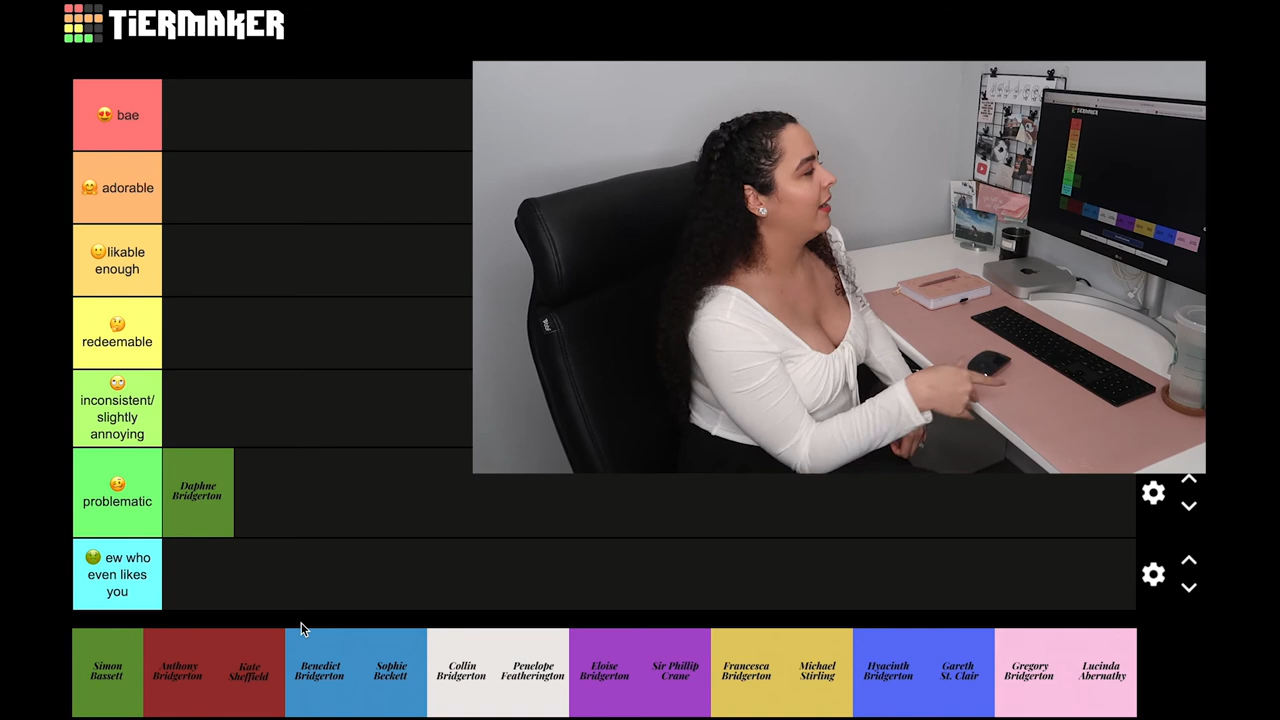 TiERMAKER
😍 bae
🤗 adorable
🙂likable
enough
🤔
redeemable
🙄
inconsistent/
slightly
annoying
🤨
problematic
Daphne
Bridgerton
🤢 ew who
even likes
you
Simon
Bassett
Anthony
Bridgerton
Kate
Sheffield
Benedict
Bridgerton
Sophie
Beckett
Collin
Bridgerton
Penelope
Featherington
Eloise
Bridgerton
Sir Phillip
Crane
Francesca
Bridgerton
Michael
Stirling
Hyacinth
Bridgerton
Gareth
St. Clair
Gregory
Bridgerton
Lucinda
Abernathy